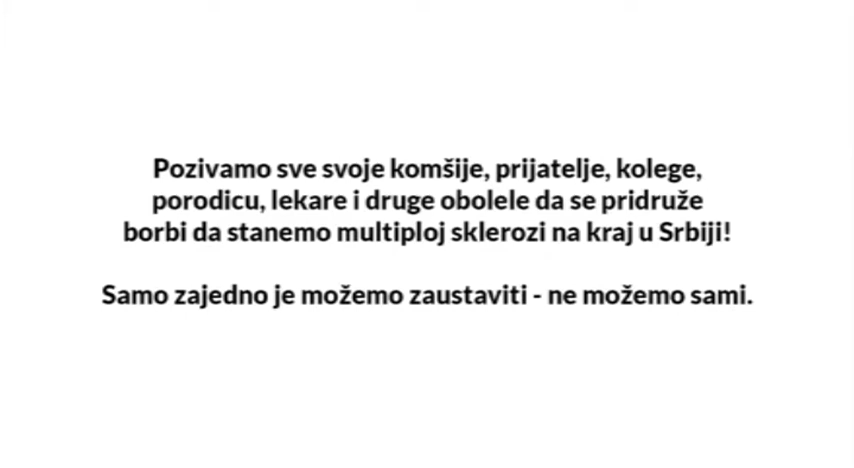 Pozivamo sve svoje komšije, prijatelje, kolege,
porodicu, lekare i druge obolele da se pridruže
borbi da stanemo multiploj sklerozi na kraj u Srbiji!
Samo zajedno je možemo zaustaviti - ne možemo sami.